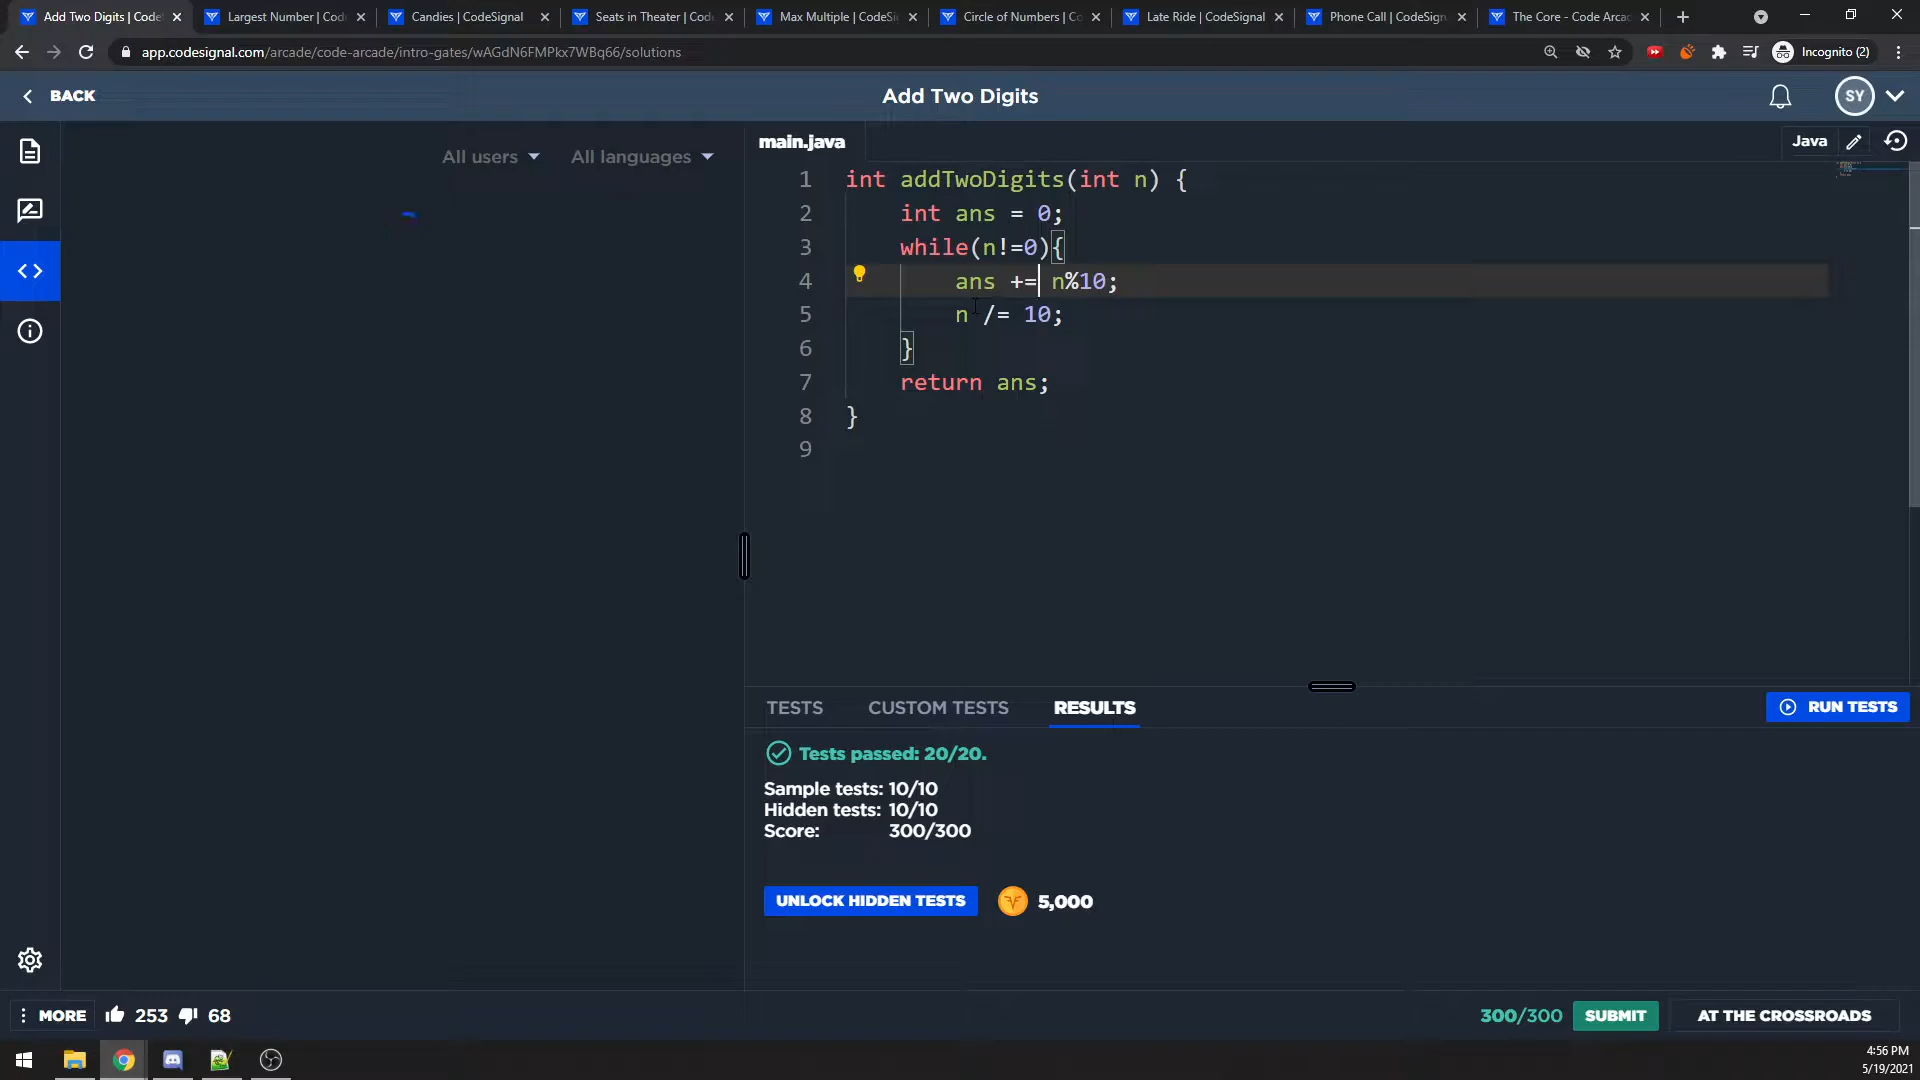 Add Two Digits | Code
Largest Number | Cod
Candies | CodeSignal
Seats in Theater | Cod
Max Multiple | CodeSi
Circle of Numbers | Co
Late Ride | CodeSignal
Phone Call | CodeSign
The Core - Code Arca
app.codesignal.com/arcade/code-arcade/intro-gates/wAGdN6FMPkx7WBq66/solutions
Incognito (2)
BACK
Add Two Digits
SY
All users
All languages
main.java
Java
1 int addTwoDigits(int n) {
2 int ans = 0;
3 while(n!=0){
4 ans += n%10;
5 n /= 10;
6 }
7 return ans;
8 }
9
TESTS
CUSTOM TESTS
RESULTS
RUN TESTS
Tests passed: 20/20.
Sample tests: 10/10
Hidden tests: 10/10
Score: 300/300
UNLOCK HIDDEN TESTS
5,000
MORE
253
68
300/300
SUBMIT
AT THE CROSSROADS
4:56 PM
5/19/2021